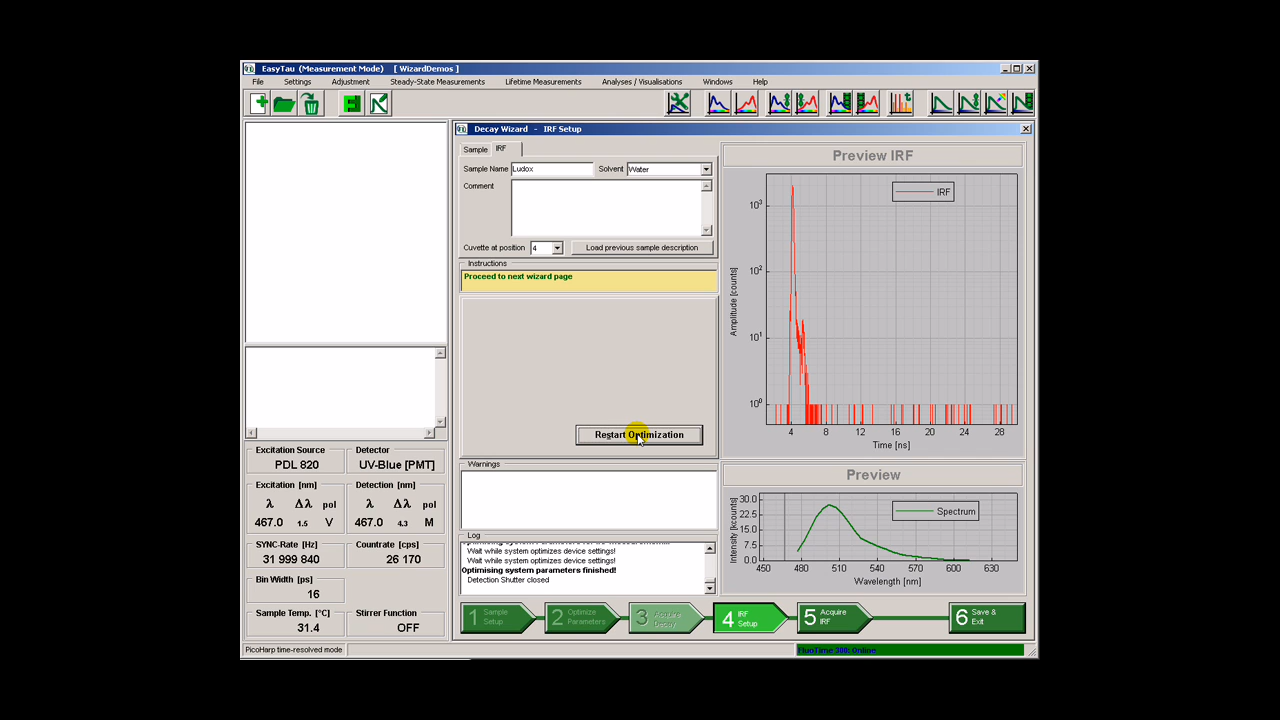 EasyTau (Measurement Mode) [ WizardDemos ]
File Settings Adjustment Steady-State Measurements Lifetime Measurements Analyses / Visualisations Windows Help
Decay Wizard - IRF Setup
Sample IRF
Sample Name Ludox Solvent Water
Comment
Cuvette at position 4 Load previous sample description
Instructions
Proceed to next wizard page
Restart Optimization
Warnings
Log
Wait while system optimizes device settings!
Wait while system optimizes device settings!
Optimising system parameters finished!
Detection Shutter closed
Preview IRF
IRF
10³
10²
10¹
10⁰
Amplitude [counts]
4 8 12 16 20 24 28
Time [ns]
Preview
Spectrum
30.0
22.5
15.0
7.5
0.0
Intensity [kcounts]
450 480 510 540 570 600 630
Wavelength [nm]
Excitation Source Detector
PDL 820 UV-Blue [PMT]
Excitation [nm] Detection [nm]
λ Δλ pol λ Δλ pol
467.0 1.5 V 467.0 4.3 M
SYNC-Rate [Hz] Countrate [cps]
31 999 840 26 170
Bin Width [ps]
16
Sample Temp. [°C] Stirrer Function
31.4 OFF
1 Sample Setup
2 Optimize Parameters
3 Acquire Decay
4 IRF Setup
5 Acquire IRF
6 Save & Exit
PicoHarp time-resolved mode
FluoTime 300: Online